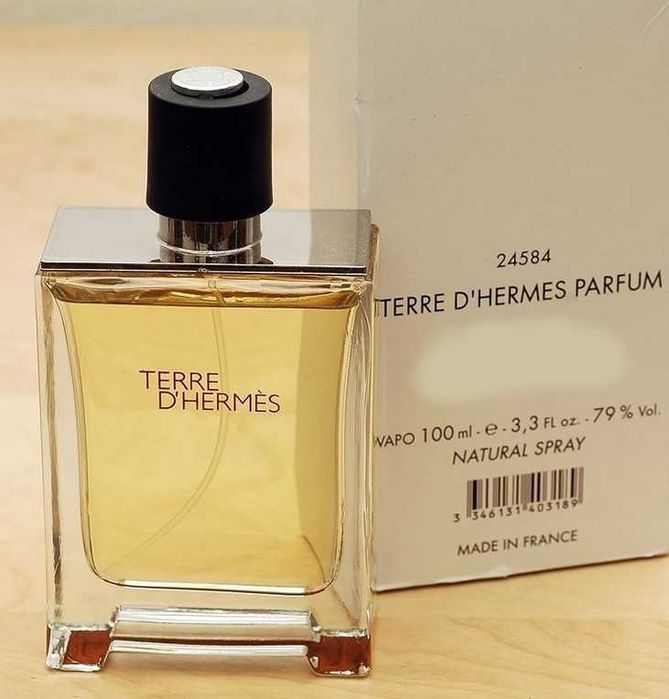 TERRE
D'HERMÈS
24584
TERRE D'HERMES PARFUM
VAPO 100 ml - e - 3,3 FL oz. - 79 % Vol.
NATURAL SPRAY
3 346131 403189
MADE IN FRANCE